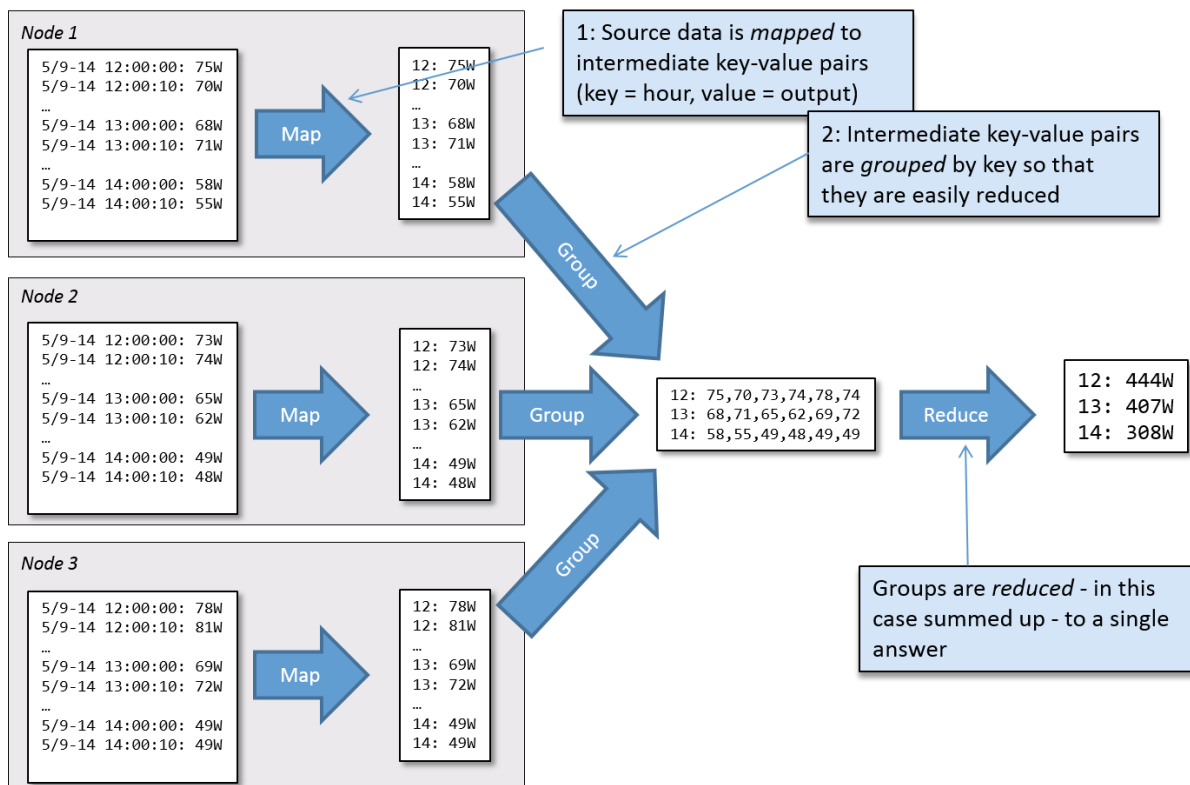 Node 1
5/9-14 12:00:00: 75W
5/9-14 12:00:10: 70W
…
5/9-14 13:00:00: 68W
5/9-14 13:00:10: 71W
…
5/9-14 14:00:00: 58W
5/9-14 14:00:10: 55W
Map
12: 75W
12: 70W
…
13: 68W
13: 71W
…
14: 58W
14: 55W
1: Source data is mapped to
intermediate key-value pairs
(key = hour, value = output)
2: Intermediate key-value pairs
are grouped by key so that
they are easily reduced
Group
Node 2
5/9-14 12:00:00: 73W
5/9-14 12:00:10: 74W
…
5/9-14 13:00:00: 65W
5/9-14 13:00:10: 62W
…
5/9-14 14:00:00: 49W
5/9-14 14:00:10: 48W
Map
12: 73W
12: 74W
…
13: 65W
13: 62W
…
14: 49W
14: 48W
Group
12: 75,70,73,74,78,74
13: 68,71,65,62,69,72
14: 58,55,49,48,49,49
Reduce
12: 444W
13: 407W
14: 308W
Node 3
5/9-14 12:00:00: 78W
5/9-14 12:00:10: 81W
…
5/9-14 13:00:00: 69W
5/9-14 13:00:10: 72W
…
5/9-14 14:00:00: 49W
5/9-14 14:00:10: 49W
Map
12: 78W
12: 81W
…
13: 69W
13: 72W
…
14: 49W
14: 49W
Group
Groups are reduced - in this
case summed up - to a single
answer